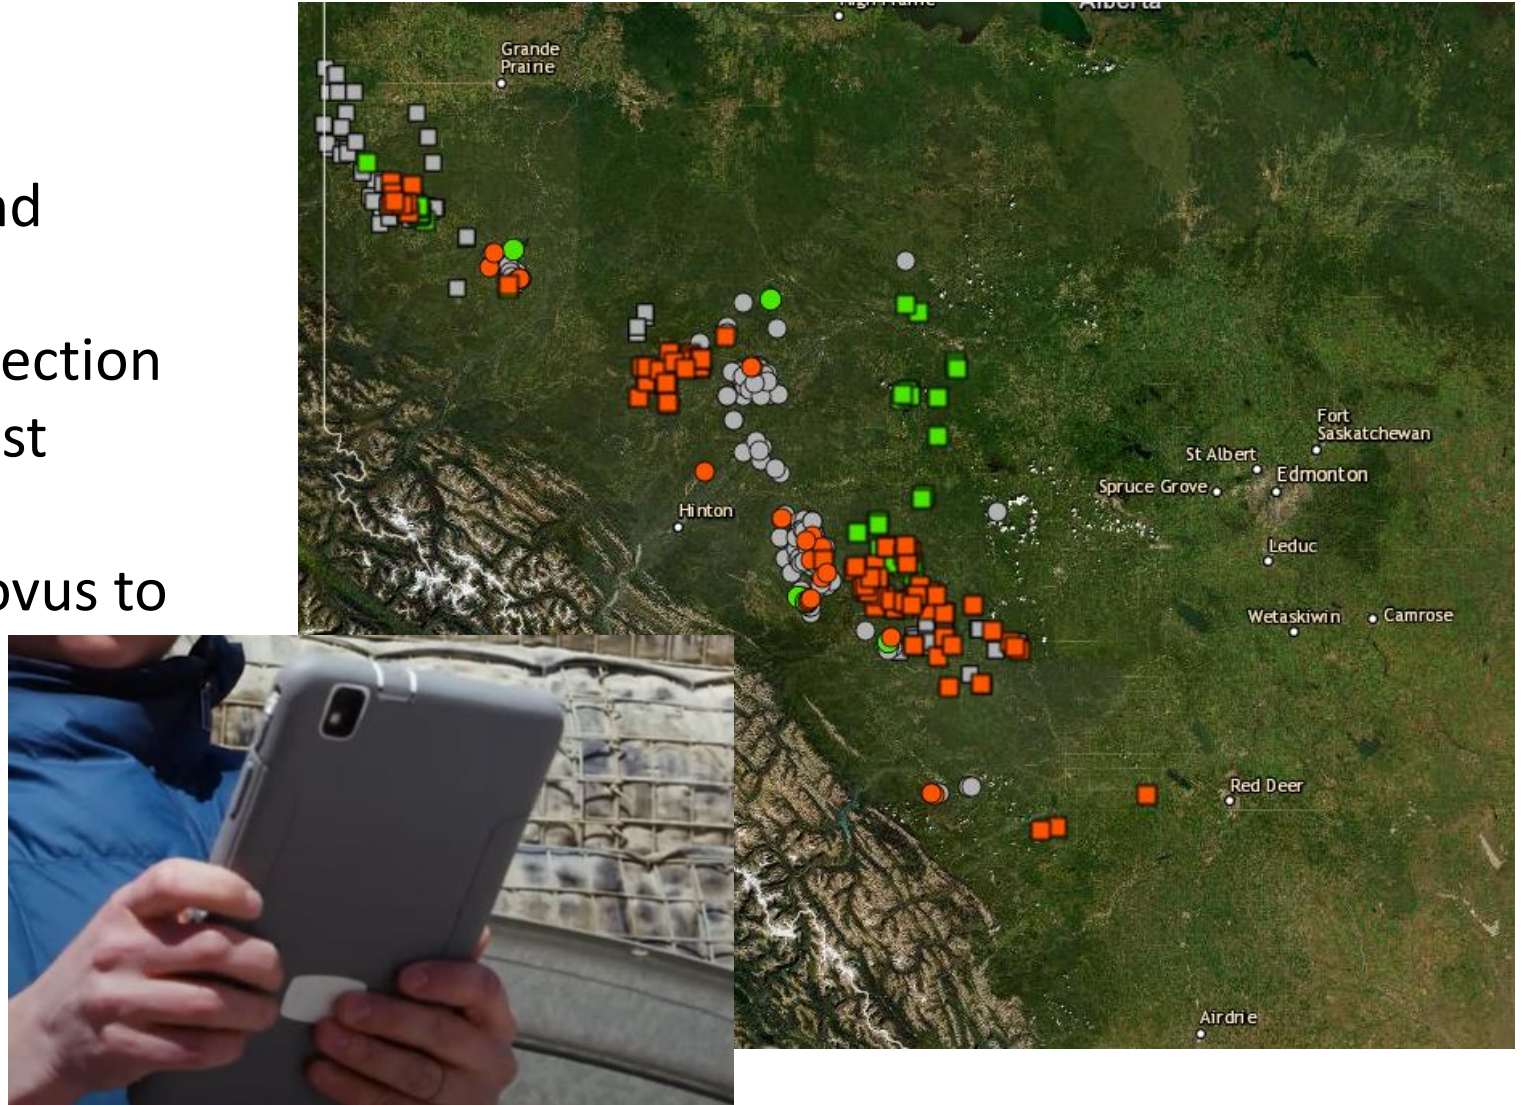 nd
ection
st
ovus to
Alberta
Grande
Prairie
Hinton
Fort
Saskatchewan
St Albert
Edmonton
Spruce Grove
Leduc
Wetaskiwin
Camrose
Red Deer
Airdrie